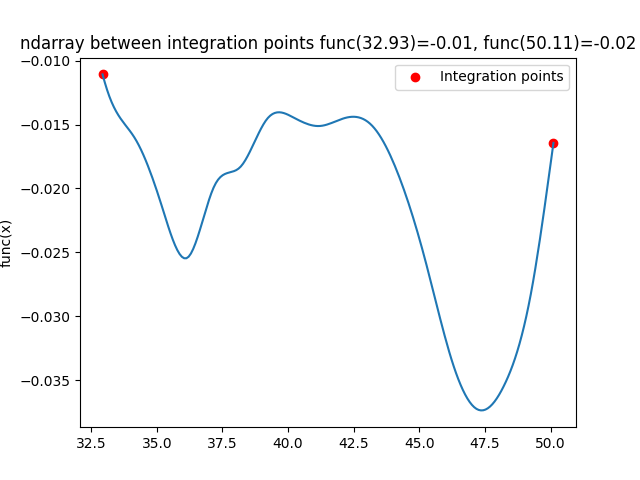 ndarray between integration points func(32.93)=-0.01, func(50.11)=-0.02
Integration points
func(x)
−0.010
−0.015
−0.020
−0.025
−0.030
−0.035
32.5 35.0 37.5 40.0 42.5 45.0 47.5 50.0